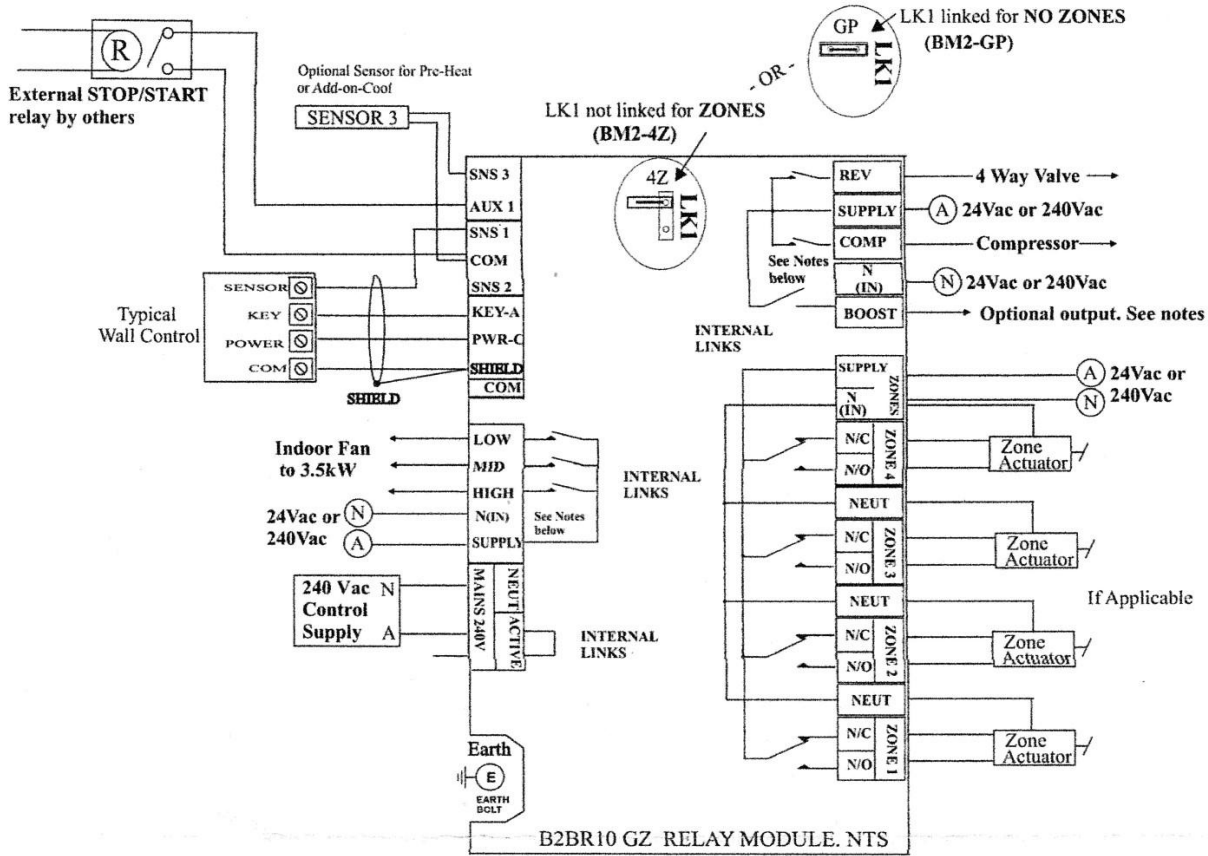 R
External STOP/START
relay by others
Optional Sensor for Pre-Heat
or Add-on-Cool
SENSOR 3
LK1 not linked for ZONES
(BM2-4Z)
- OR -
GP
LK1
LK1 linked for NO ZONES
(BM2-GP)
4Z
LK1
SNS 3
AUX 1
SNS 1
COM
SNS 2
KEY-A
PWR-C
SHIELD
COM
Typical
Wall Control
SENSOR
KEY
POWER
COM
SHIELD
Indoor Fan
to 3.5kW
24Vac or
240Vac
N
A
LOW
MID
HIGH
N(IN)
SUPPLY
See Notes
below
INTERNAL
LINKS
240 Vac
Control
Supply
N
A
MAINS 240V
NEUT
ACTIVE
INTERNAL
LINKS
Earth
E
EARTH
BOLT
REV
SUPPLY
COMP
N
(IN)
BOOST
See Notes
below
INTERNAL
LINKS
4 Way Valve
A 24Vac or 240Vac
Compressor
N 24Vac or 240Vac
Optional output. See notes
SUPPLY
N
(IN)
ZONES
A 24Vac or
N 240Vac
N/C
N/O
ZONE 4
Zone
Actuator
NEUT
N/C
N/O
ZONE 3
Zone
Actuator
NEUT
N/C
N/O
ZONE 2
Zone
Actuator
If Applicable
NEUT
N/C
N/O
ZONE 1
Zone
Actuator
B2BR10 GZ RELAY MODULE. NTS